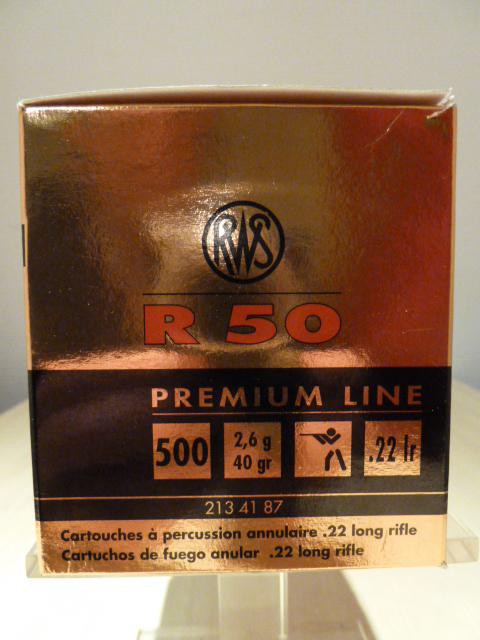 RWS
R 50
PREMIUM LINE
500 2,6 g 40 gr .22 lr
213 41 87
Cartouches à percussion annulaire .22 long rifle
Cartuchos de fuego anular .22 long rifle